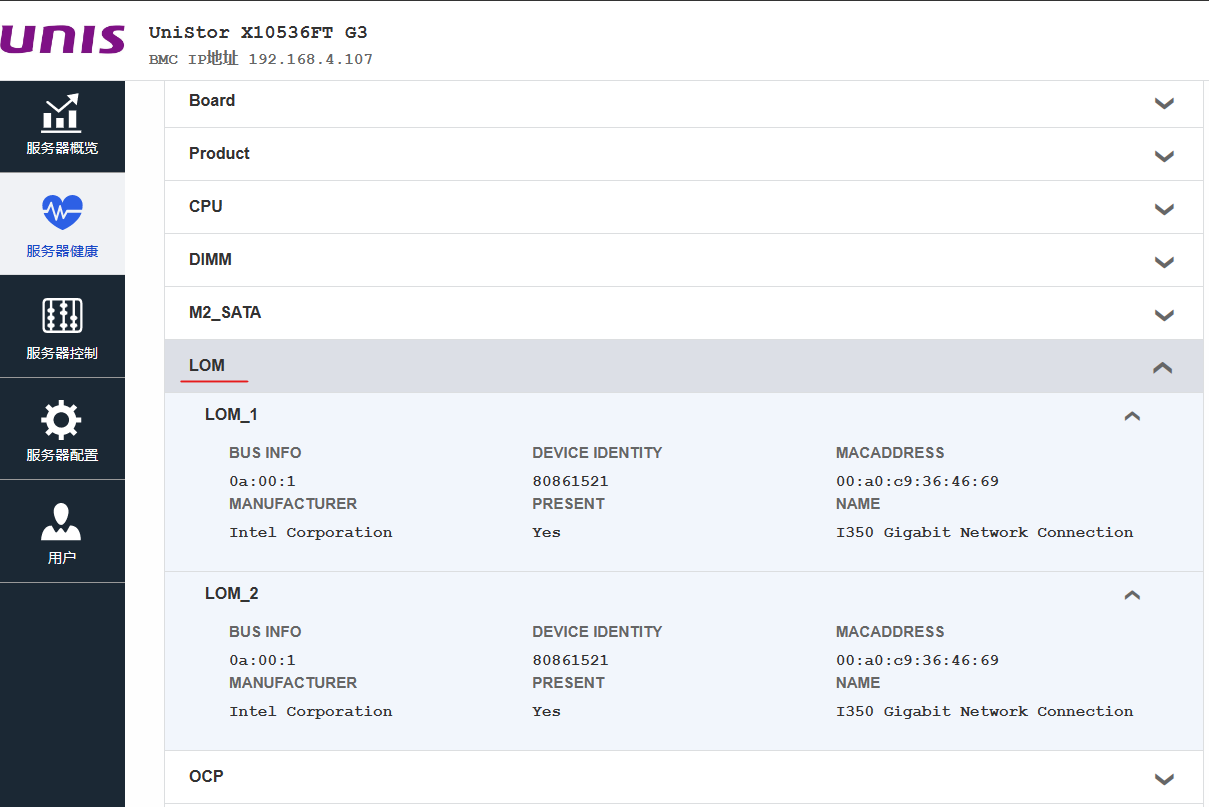 UNIS
UniStor X10536FT G3
BMC IP地址 192.168.4.107
服务器概览
服务器健康
服务器控制
服务器配置
用户
Board
Product
CPU
DIMM
M2_SATA
LOM
LOM_1
BUS INFO DEVICE IDENTITY MACADDRESS
0a:00:1 80861521 00:a0:c9:36:46:69
MANUFACTURER PRESENT NAME
Intel Corporation Yes I350 Gigabit Network Connection
LOM_2
BUS INFO DEVICE IDENTITY MACADDRESS
0a:00:1 80861521 00:a0:c9:36:46:69
MANUFACTURER PRESENT NAME
Intel Corporation Yes I350 Gigabit Network Connection
OCP